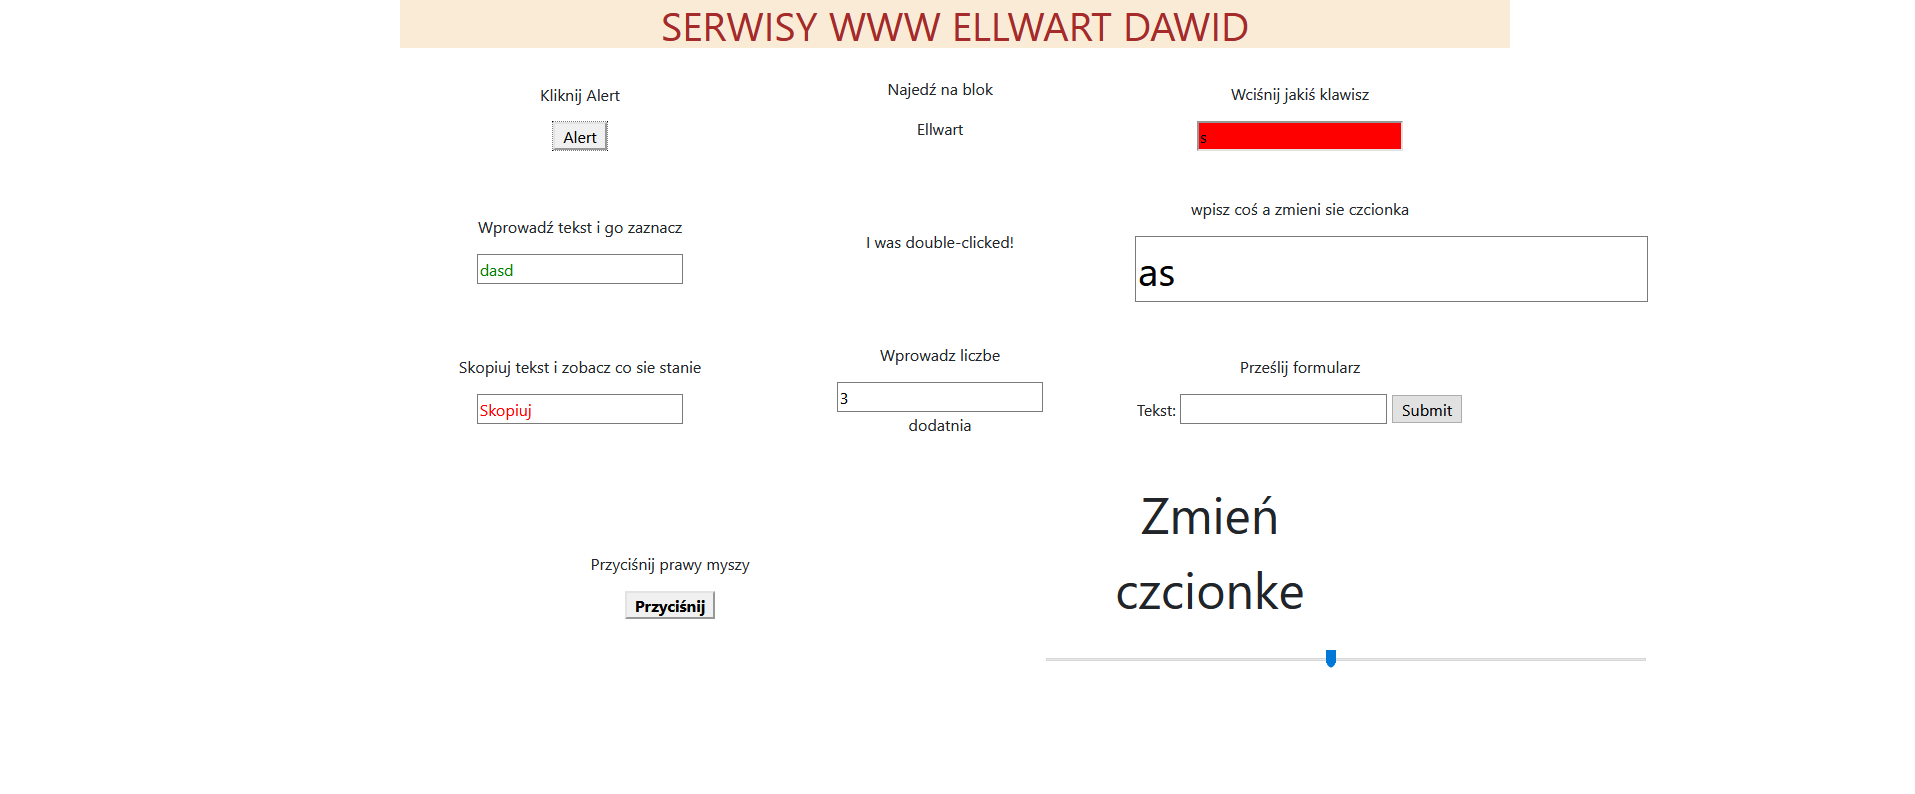 SERWISY WWW ELLWART DAWID
Kliknij Alert
Alert
Najedź na blok
Ellwart
Wciśnij jakiś klawisz
s
Wprowadź tekst i go zaznacz
dasd
I was double-clicked!
wpisz coś a zmieni sie czcionka
as
Skopiuj tekst i zobacz co sie stanie
Skopiuj
Wprowadz liczbe
3
dodatnia
Prześlij formularz
Tekst: Submit
Przyciśnij prawy myszy
Przyciśnij
Zmień
czcionke